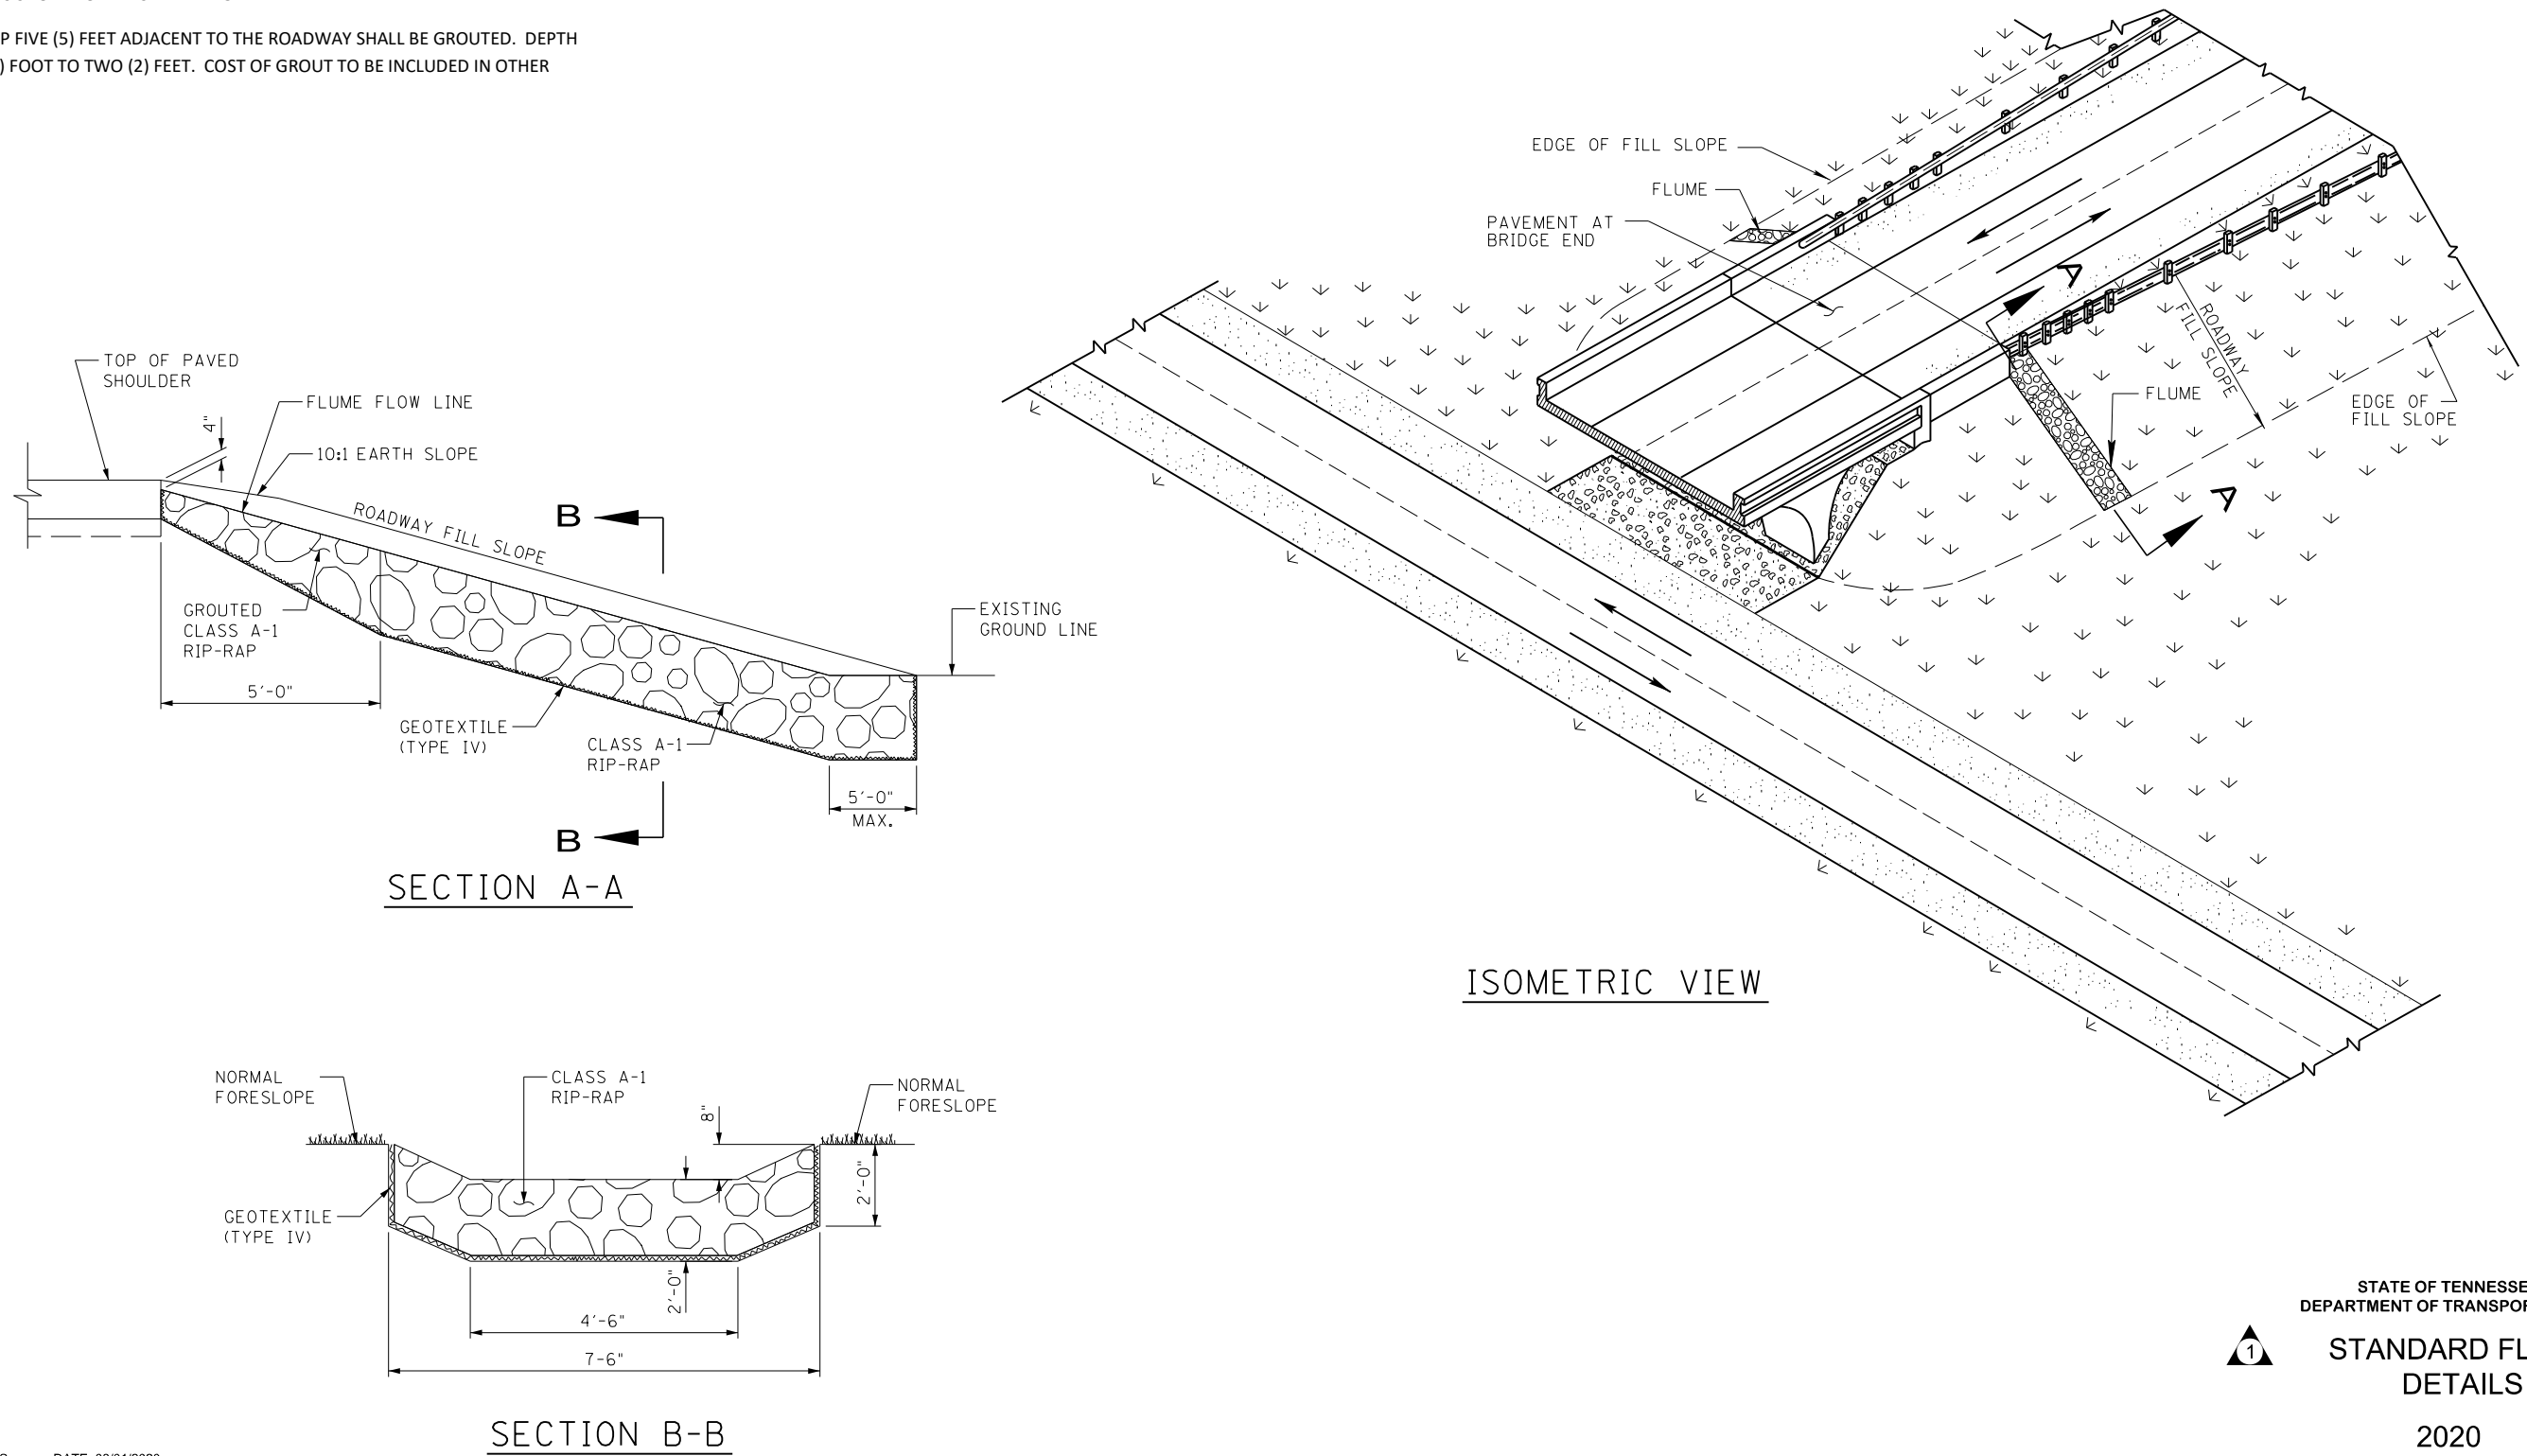 P FIVE (5) FEET ADJACENT TO THE ROADWAY SHALL BE GROUTED. DEPTH
) FOOT TO TWO (2) FEET. COST OF GROUT TO BE INCLUDED IN OTHER
TOP OF PAVED
SHOULDER
4"
FLUME FLOW LINE
10:1 EARTH SLOPE
ROADWAY FILL SLOPE
B
GROUTED
CLASS A-1
RIP-RAP
5'-0"
GEOTEXTILE
(TYPE IV)
CLASS A-1
RIP-RAP
EXISTING
GROUND LINE
5'-0"
MAX.
B
SECTION A-A
EDGE OF FILL SLOPE
FLUME
PAVEMENT AT
BRIDGE END
A
ROADWAY
FILL SLOPE
FLUME
EDGE OF
FILL SLOPE
A
ISOMETRIC VIEW
NORMAL
FORESLOPE
CLASS A-1
RIP-RAP
8"
NORMAL
FORESLOPE
2'-0"
GEOTEXTILE
(TYPE IV)
2'-0"
4'-6"
7-6"
SECTION B-B
STATE OF TENNESSE
DEPARTMENT OF TRANSPOR
1
STANDARD FL
DETAILS
2020